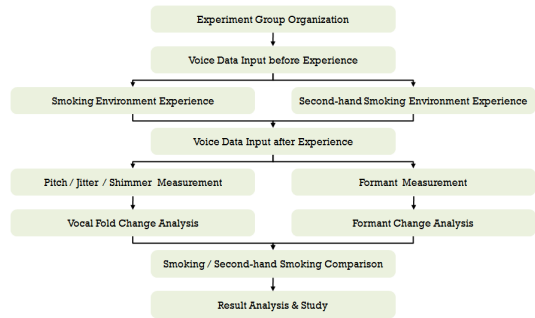 Experiment Group Organization
Voice Data Input before Experience
Smoking Environment Experience
Second-hand Smoking Environment Experience
Voice Data Input after Experience
Pitch / Jitter / Shimmer Measurement
Formant Measurement
Vocal Fold Change Analysis
Formant Change Analysis
Smoking / Second-hand Smoking Comparison
Result Analysis & Study